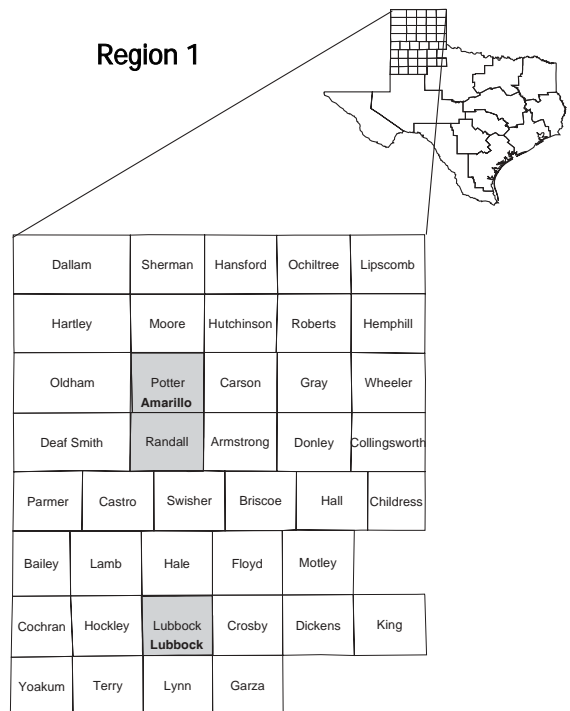 Region 1
Dallam Sherman Hansford Ochiltree Lipscomb
Hartley Moore Hutchinson Roberts Hemphill
Oldham Potter Carson Gray Wheeler
Amarillo
Deaf Smith Randall Armstrong Donley Collingsworth
Parmer Castro Swisher Briscoe Hall Childress
Bailey Lamb Hale Floyd Motley
Cochran Hockley Lubbock Crosby Dickens King
Lubbock
Yoakum Terry Lynn Garza